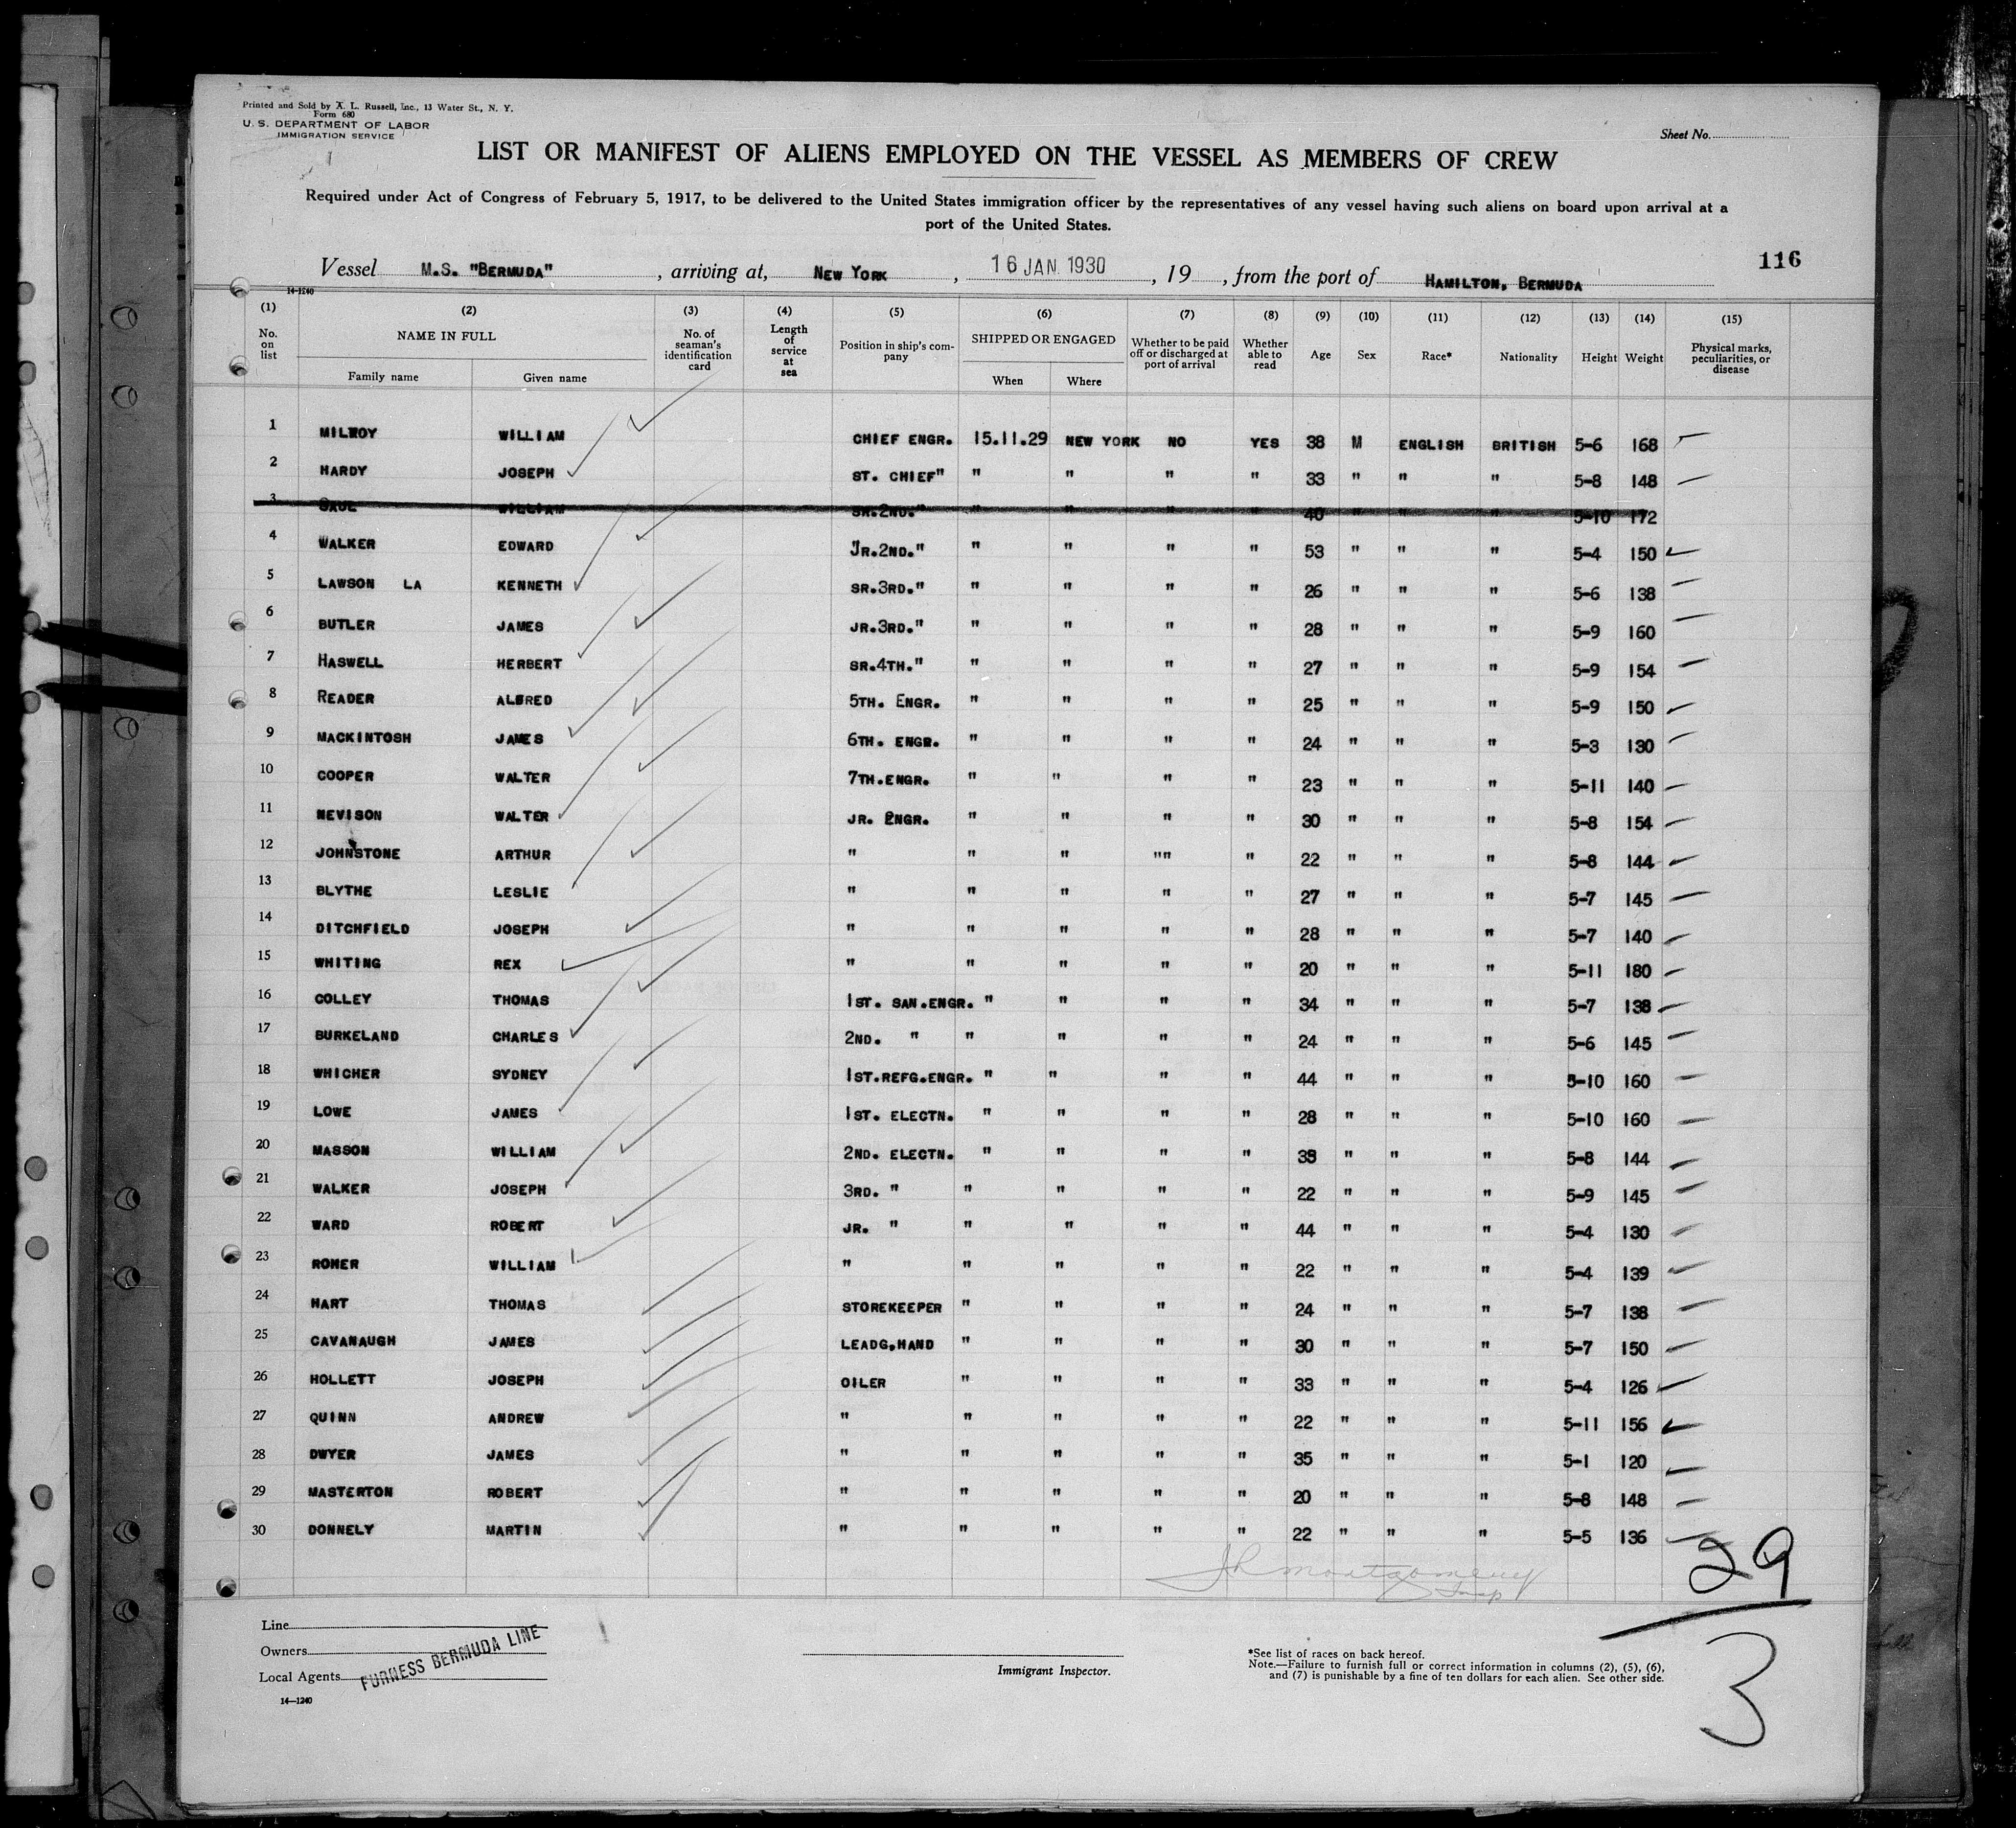 Printed and Sold by A. L. Russell, Inc., 13 Water St., N. Y.
Form 680
U. S. DEPARTMENT OF LABOR
IMMIGRATION SERVICE
Sheet No.
LIST OR MANIFEST OF ALIENS EMPLOYED ON THE VESSEL AS MEMBERS OF CREW
Required under Act of Congress of February 5, 1917, to be delivered to the United States immigration officer by the representatives of any vessel having such aliens on board upon arrival at a
port of the United States.
116
Vessel M.S. "BERMUDA", arriving at, NEW YORK, 16 JAN. 1930, 19, from the port of HAMILTON, BERMUDA
14-1240
(1) (2) (3) (4) (5) (6) (7) (8) (9) (10) (11) (12) (13) (14) (15)
No. on list NAME IN FULL Family name Given name No. of seaman's identification card Length of service at sea Position in ship's company SHIPPED OR ENGAGED When Where Whether to be paid off or discharged at port of arrival Whether able to read Age Sex Race* Nationality Height Weight Physical marks, peculiarities, or disease
1 MILROY WILLIAM CHIEF ENGR. 15.11.29 NEW YORK NO YES 38 M ENGLISH BRITISH 5-6 168
2 HARDY JOSEPH ST. CHIEF" " " " " 33 " " " 5-8 148
3 SAUL WILLIAM SR.2ND." " " " " 40 " " " 5-10 172
4 WALKER EDWARD JR.2ND." " " " " 53 " " " 5-4 150
5 LAWSON LA KENNETH SR.3RD." " " " " 26 " " " 5-6 138
6 BUTLER JAMES JR.3RD." " " " " 28 " " " 5-9 160
7 HASWELL HERBERT SR.4TH." " " " " 27 " " " 5-9 154
8 READER ALFRED 5TH. ENGR. " " " " 25 " " " 5-9 150
9 MACKINTOSH JAMES 6TH. ENGR. " " " " 24 " " " 5-3 130
10 COOPER WALTER 7TH.ENGR. " " " " 23 " " " 5-11 140
11 NEVISON WALTER JR. ENGR. " " " " 30 " " " 5-8 154
12 JOHNSTONE ARTHUR " " " "" " 22 " " " 5-8 144
13 BLYTHE LESLIE " " " " " 27 " " " 5-7 145
14 DITCHFIELD JOSEPH " " " " " 28 " " " 5-7 140
15 WHITING REX " " " " " 20 " " " 5-11 180
16 COLLEY THOMAS 1ST. SAN.ENGR. " " " " 34 " " " 5-7 138
17 BURKELAND CHARLES 2ND. " " " " " 24 " " " 5-6 145
18 WHICHER SYDNEY 1ST.REFG.ENGR. " " " " 44 " " " 5-10 160
19 LOWE JAMES 1ST. ELECTN. " " " " 28 " " " 5-10 160
20 MASSON WILLIAM 2ND. ELECTN. " " " " " " " 5-8 144
21 WALKER JOSEPH 3RD. " " " " " 22 " " " 5-9 145
22 WARD ROBERT JR. " " " " " 44 " " " 5-4 130
23 ROMER WILLIAM " " " " " 22 " " " 5-4 139
24 HART THOMAS STOREKEEPER " " " " 24 " " " 5-7 138
25 CAVANAUGH JAMES LEADG.HAND " " " " 30 " " " 5-7 150
26 HOLLETT JOSEPH OILER " " " " 33 " " " 5-4 126
27 QUINN ANDREW " " " " " 22 " " " 5-11 156
28 DWYER JAMES " " " " " 35 " " " 5-1 120
29 MASTERTON ROBERT " " " " " 20 " " " 5-8 148
30 DONNELY MARTIN " " " " " 22 " " " 5-5 136
JR Montgomery
Insp
29
3
Line
Owners
Local Agents FURNESS BERMUDA LINE
14—1240
Immigrant Inspector.
*See list of races on back hereof.
Note.—Failure to furnish full or correct information in columns (2), (5), (6),
and (7) is punishable by a fine of ten dollars for each alien. See other side.